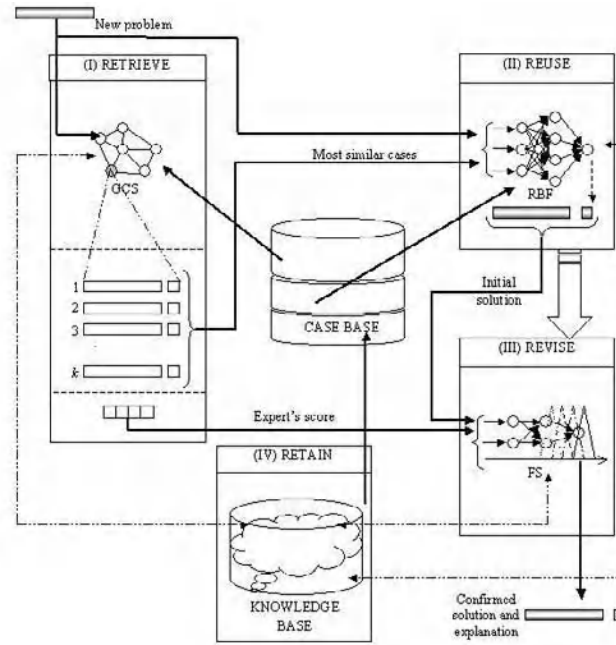 New problem
(I) RETRIEVE
(II) REUSE
GCS
Most similar cases
RBF
1
2
3
k
CASE BASE
Initial
solution
(III) REVISE
Expert's score
FS
(IV) RETAIN
KNOWLEDGE
BASE
Confirmed
solution and
explanation